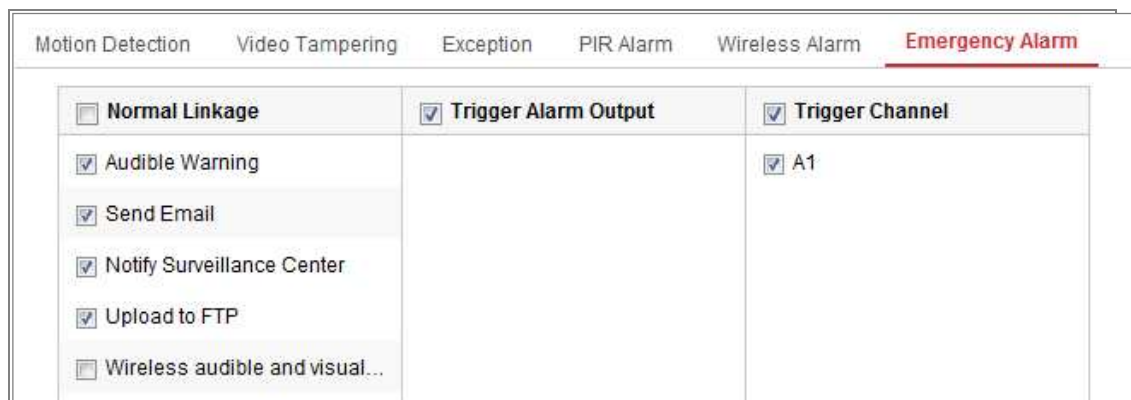 Motion Detection Video Tampering Exception PIR Alarm Wireless Alarm Emergency Alarm
Normal Linkage Trigger Alarm Output Trigger Channel
Audible Warning A1
Send Email
Notify Surveillance Center
Upload to FTP
Wireless audible and visual...